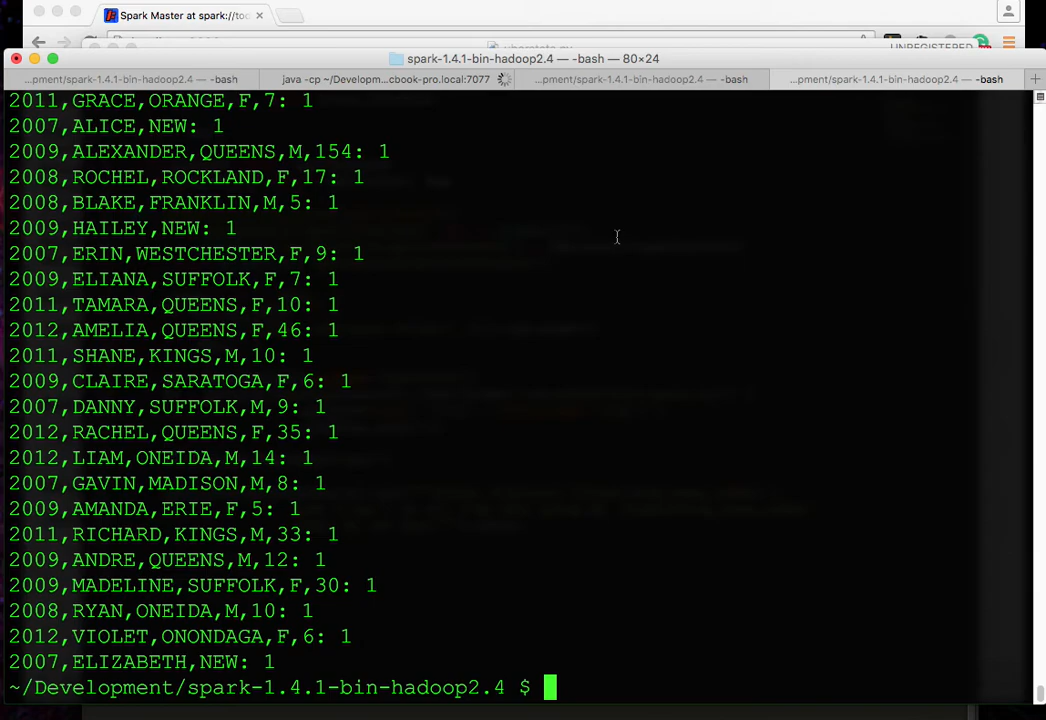 Spark Master at spark://too
UNREGISTERED
spark-1.4.1-bin-hadoop2.4 — -bash — 80×24
...pment/spark-1.4.1-bin-hadoop2.4 — -bash
java -cp ~/Developm...cbook-pro.local:7077
...pment/spark-1.4.1-bin-hadoop2.4 — -bash
...pment/spark-1.4.1-bin-hadoop2.4 — -bash
2011,GRACE,ORANGE,F,7: 1
2007,ALICE,NEW: 1
2009,ALEXANDER,QUEENS,M,154: 1
2008,ROCHEL,ROCKLAND,F,17: 1
2008,BLAKE,FRANKLIN,M,5: 1
2009,HAILEY,NEW: 1
2007,ERIN,WESTCHESTER,F,9: 1
2009,ELIANA,SUFFOLK,F,7: 1
2011,TAMARA,QUEENS,F,10: 1
2012,AMELIA,QUEENS,F,46: 1
2011,SHANE,KINGS,M,10: 1
2009,CLAIRE,SARATOGA,F,6: 1
2007,DANNY,SUFFOLK,M,9: 1
2012,RACHEL,QUEENS,F,35: 1
2012,LIAM,ONEIDA,M,14: 1
2007,GAVIN,MADISON,M,8: 1
2009,AMANDA,ERIE,F,5: 1
2011,RICHARD,KINGS,M,33: 1
2009,ANDRE,QUEENS,M,12: 1
2009,MADELINE,SUFFOLK,F,30: 1
2008,RYAN,ONEIDA,M,10: 1
2012,VIOLET,ONONDAGA,F,6: 1
2007,ELIZABETH,NEW: 1
~/Development/spark-1.4.1-bin-hadoop2.4 $